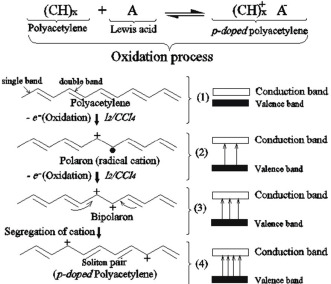 (CH)x + A ⇌ (CH)x⁺ A⁻
Polyacetylene Lewis acid p-doped polyacetylene
Oxidation process
single band double band
Polyacetylene (1) Conduction band
Valence band
- e⁻(Oxidation) I2/CCl4
+
Polaron (radical cation) (2) Conduction band
Valence band
- e⁻(Oxidation) I2/CCl4
+
+
Bipolaron (3) Conduction band
Valence band
Segregation of cation
+ +
Soliton pair (4) Conduction band
(p-doped Polyacetylene) Valence band